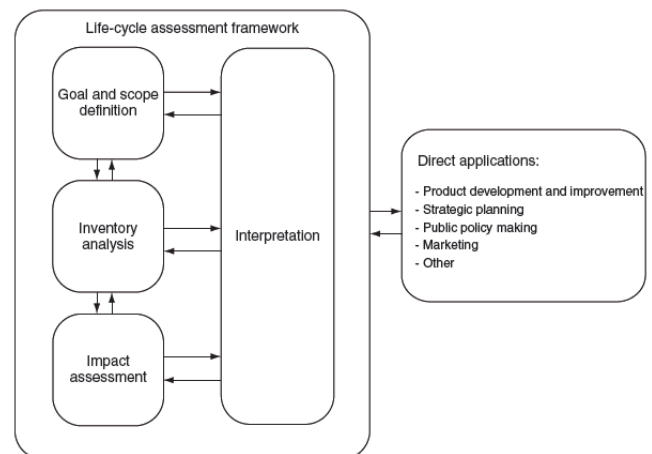 Life-cycle assessment framework
Goal and scope
definition
Inventory
analysis
Impact
assessment
Interpretation
Direct applications:
- Product development and improvement
- Strategic planning
- Public policy making
- Marketing
- Other